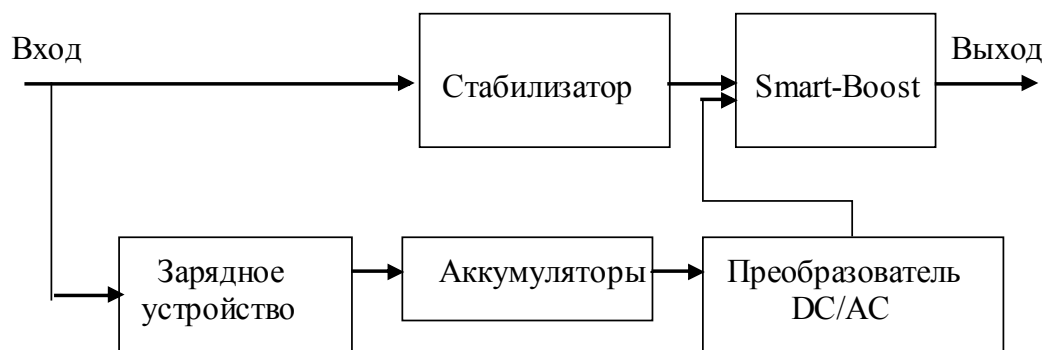 Вход
Стабилизатор
Smart-Boost
Выход
Зарядное
устройство
Аккумуляторы
Преобразователь
DC/AC